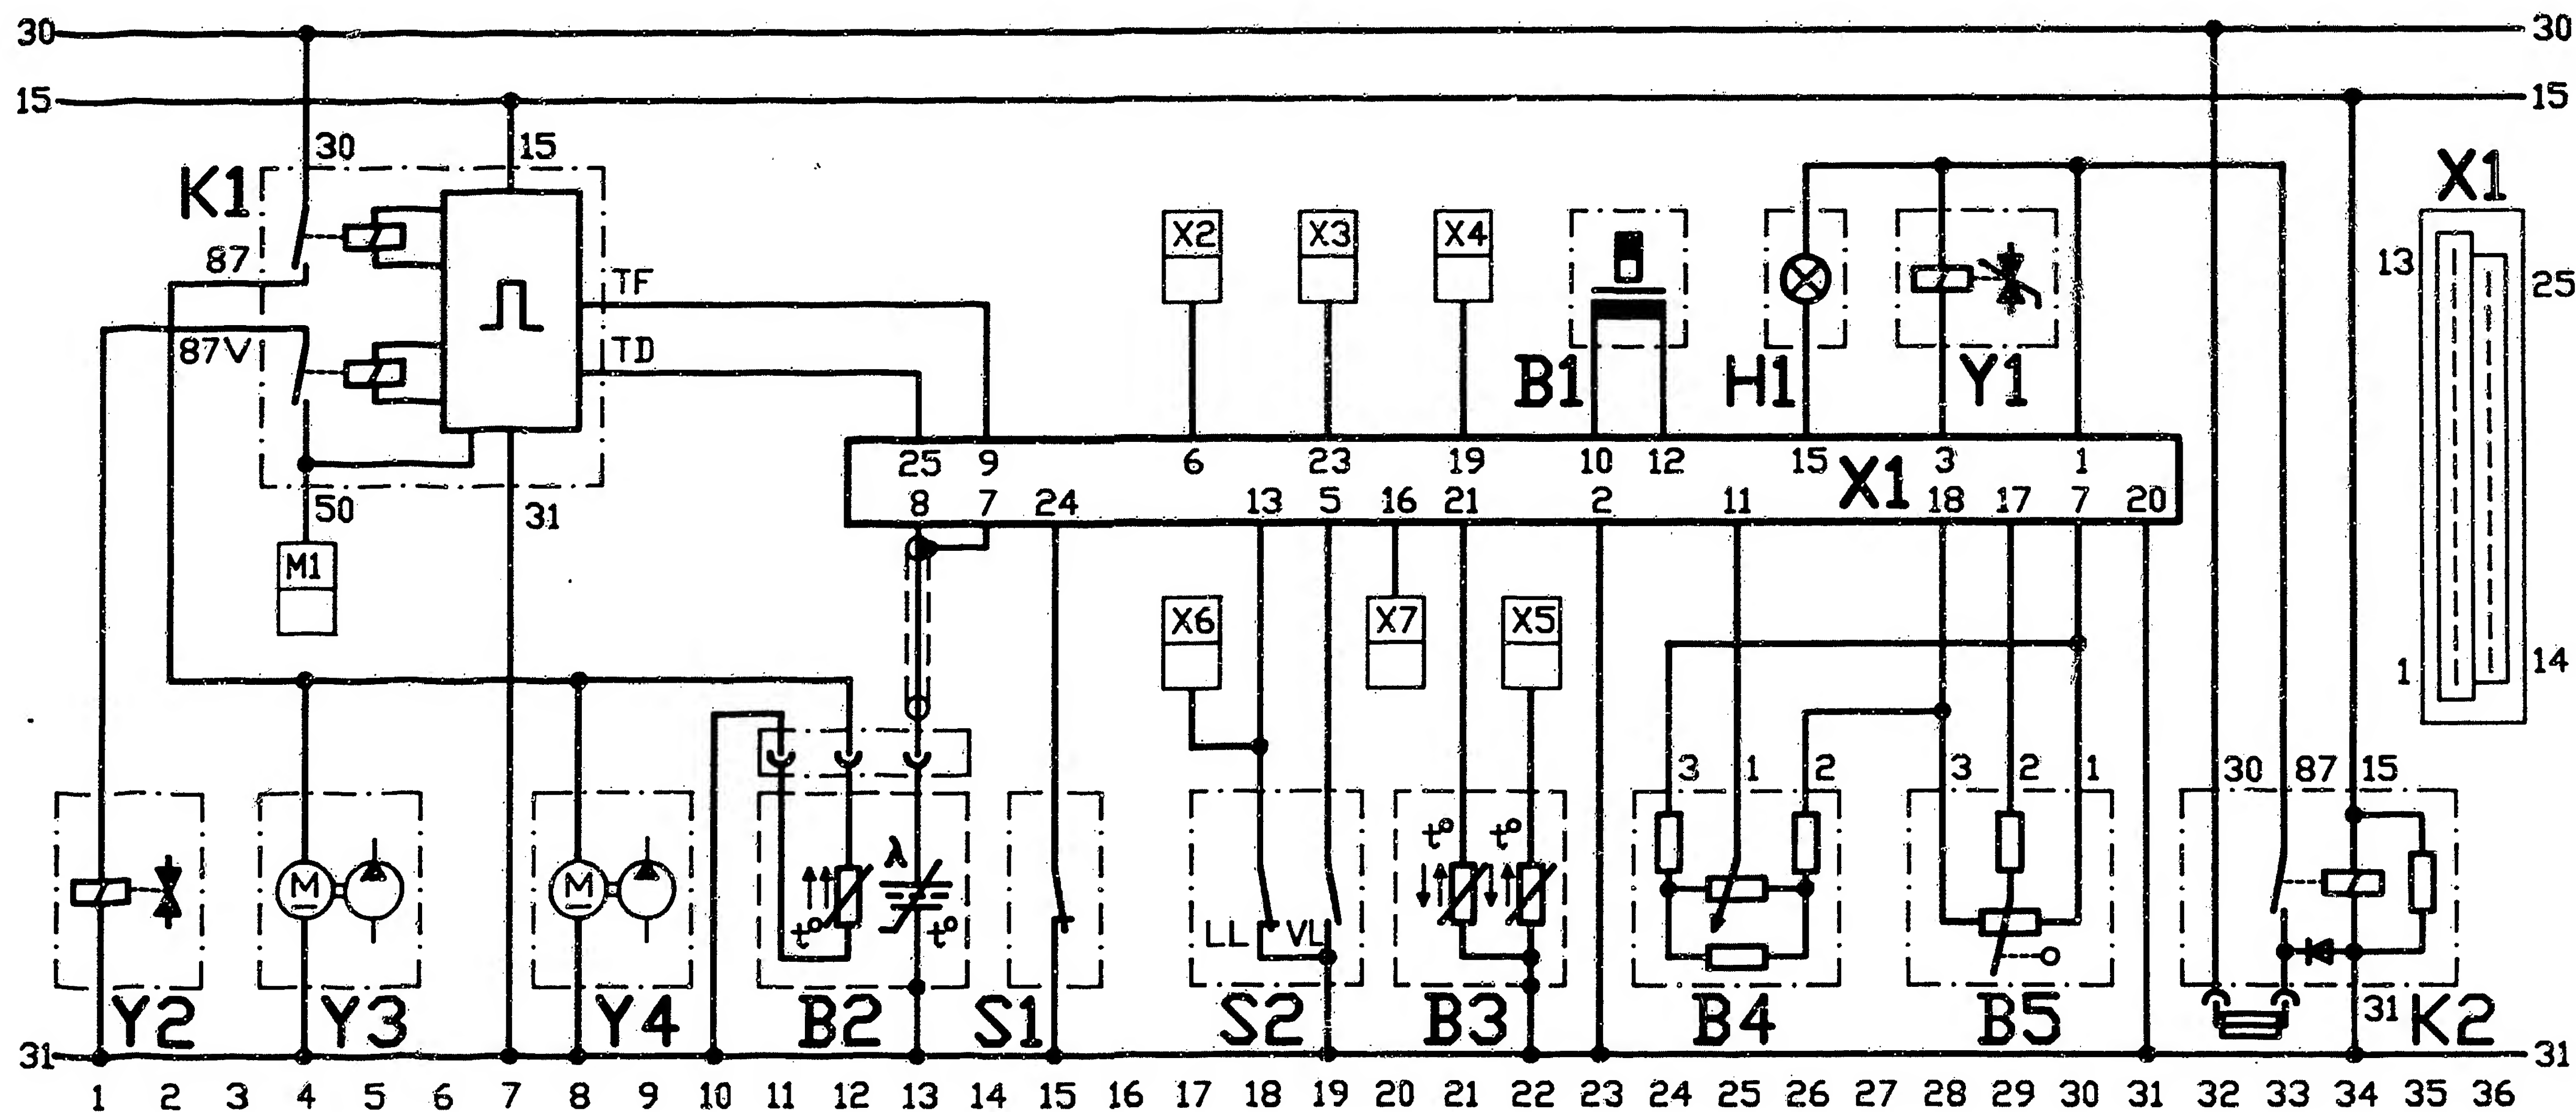 30 30
15 15
30 15 X1
K1
X2 X3 X4
87 TF 13 25
87V TD
B1 H1 Y1
25 9 6 23 19 10 12 15 3 1
X1
8 7 24 13 5 16 21 2 11 18 17 7 20
50 31
M1
X6 X7 X5
1 14
3 1 2 3 2 1 30 87 15
t° t°
λ
M M
t° t°
LL VL
31
Y2 Y3 Y4 B2 S1 S2 B3 B4 B5 K2
31 31
1 2 3 4 5 6 7 8 9 10 11 12 13 14 15 16 17 18 19 20 21 22 23 24 25 26 27 28 29 30 31 32 33 34 35 36